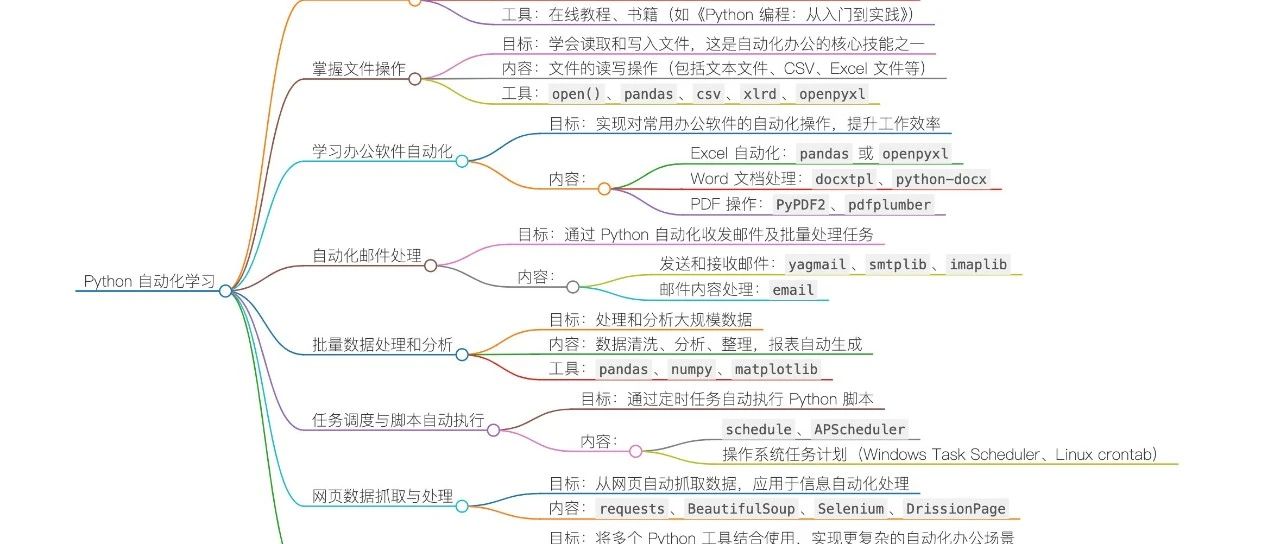 工具：在线教程、书籍（如《Python 编程：从入门到实践》）
目标：学会读取和写入文件，这是自动化办公的核心技能之一
掌握文件操作
内容：文件的读写操作（包括文本文件、CSV、Excel 文件等）
工具：open()、pandas、csv、xlrd、openpyxl
目标：实现对常用办公软件的自动化操作，提升工作效率
学习办公软件自动化
Excel 自动化：pandas 或 openpyxl
内容：
Word 文档处理：docxtpl、python-docx
PDF 操作：PyPDF2、pdfplumber
目标：通过 Python 自动化收发邮件及批量处理任务
自动化邮件处理
发送和接收邮件：yagmail、smtplib、imaplib
内容：
邮件内容处理：email
Python 自动化学习
目标：处理和分析大规模数据
批量数据处理和分析
内容：数据清洗、分析、整理，报表自动生成
工具：pandas、numpy、matplotlib
目标：通过定时任务自动执行 Python 脚本
任务调度与脚本自动执行
schedule、APScheduler
内容：
操作系统任务计划（Windows Task Scheduler、Linux crontab）
目标：从网页自动抓取数据，应用于信息自动化处理
网页数据抓取与处理
内容：requests、BeautifulSoup、Selenium、DrissionPage
目标：将多个 Python 工具结合使用，实现更复杂的自动化办公场景